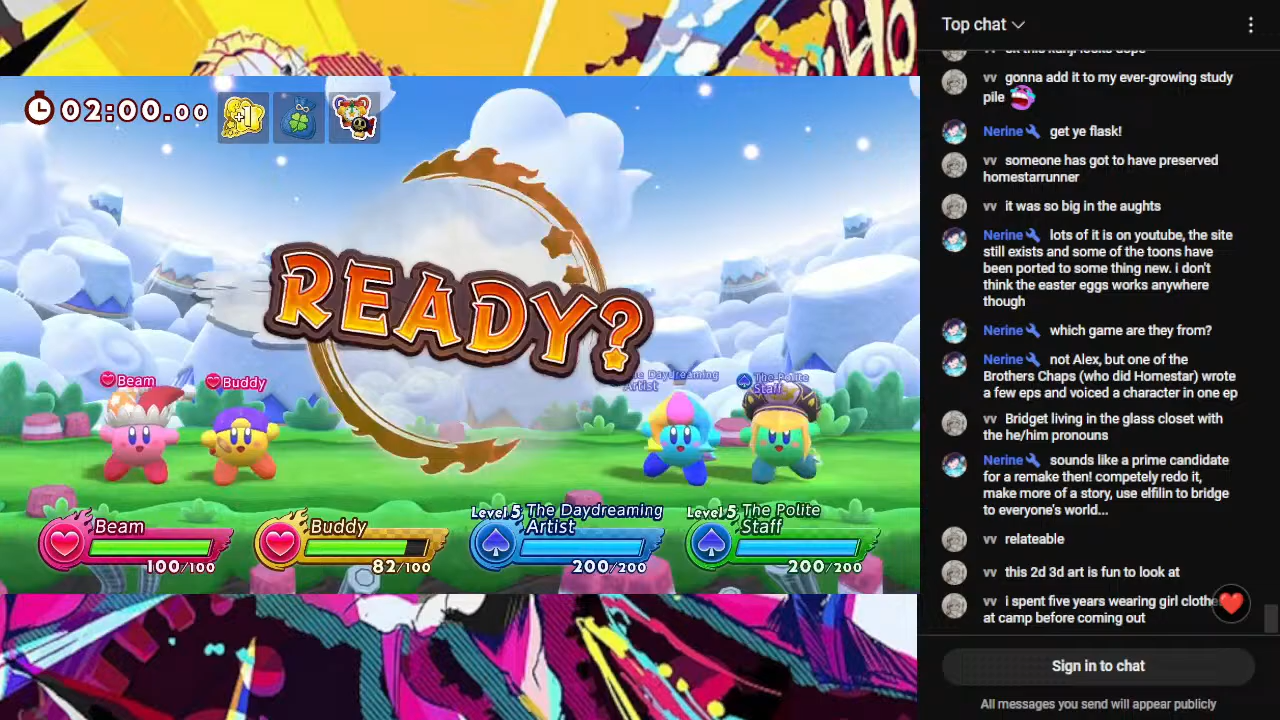 02:00.00
+1
READY?
Beam
Buddy
The Daydreaming
Artist
The Polite
Staff
Beam
100/100
Buddy
82/100
Level 5 The Daydreaming
Artist
200/200
Level 5 The Polite
Staff
200/200
Top chat
vv gonna add it to my ever-growing study
pile
Nerine get ye flask!
vv someone has got to have preserved
homestarrunner
vv it was so big in the aughts
Nerine lots of it is on youtube, the site
still exists and some of the toons have
been ported to some thing new. i don't
think the easter eggs works anywhere
though
Nerine which game are they from?
Nerine not Alex, but one of the
Brothers Chaps (who did Homestar) wrote
a few eps and voiced a character in one ep
vv Bridget living in the glass closet with
the he/him pronouns
Nerine sounds like a prime candidate
for a remake then! competely redo it,
make more of a story, use elfilin to bridge
to everyone's world...
vv relateable
vv this 2d 3d art is fun to look at
vv i spent five years wearing girl clothe
at camp before coming out
Sign in to chat
All messages you send will appear publicly